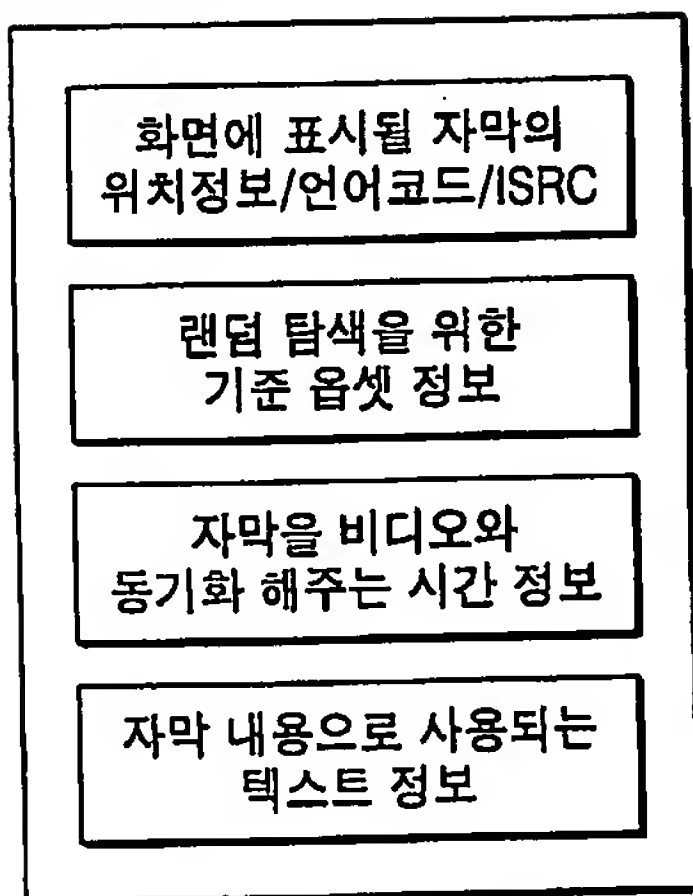 화면에 표시될 자막의
위치정보/언어코드/ISRC
랜덤 탐색을 위한
기준 옵셋 정보
자막을 비디오와
동기화 해주는 시간 정보
자막 내용으로 사용되는
텍스트 정보